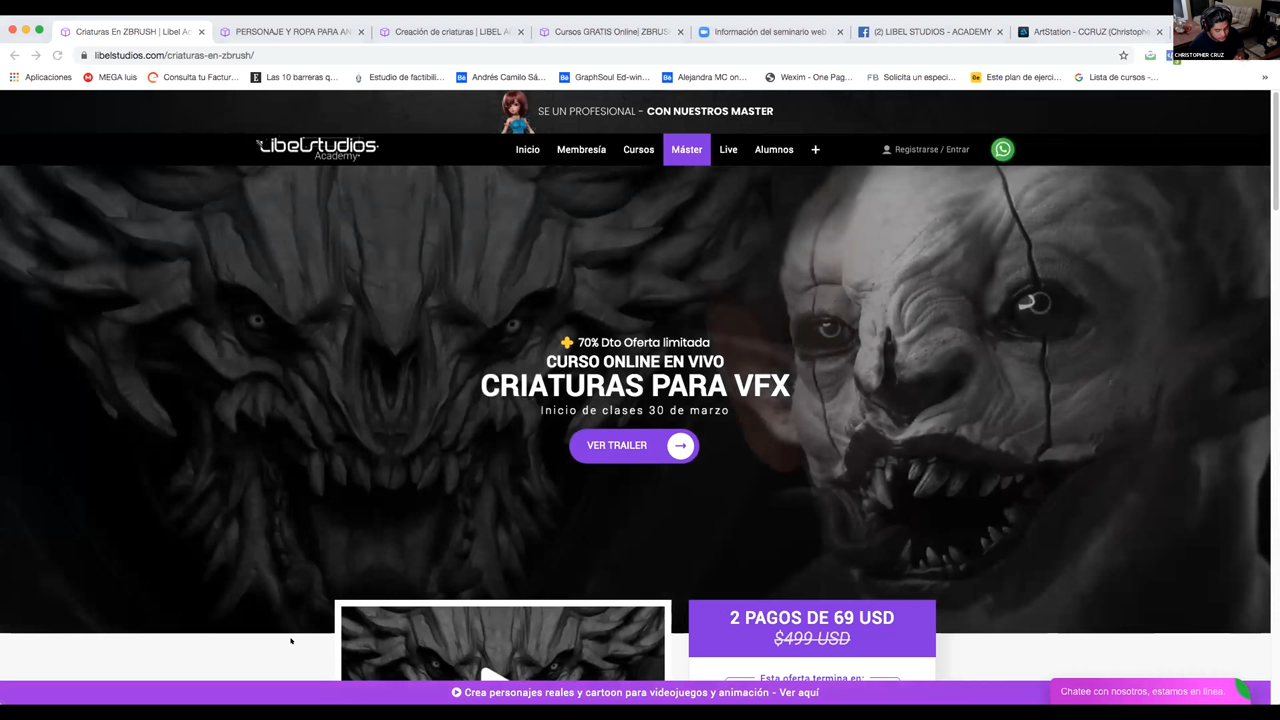 Criaturas En ZBRUSH | Libel Ac
PERSONAJE Y ROPA PARA AN
Creación de criaturas | LIBEL A
Cursos GRATIS Online| ZBRUS
Información del seminario web
(2) LIBEL STUDIOS - ACADEMY
ArtStation - CCRUZ (Christophe
CHRISTOPHER CRUZ
libelstudios.com/criaturas-en-zbrush/
Aplicaciones
MEGA luis
Consulta tu Factur...
Las 10 barreras q...
Estudio de factibili...
Andrés Camilo Sá...
GraphSoul Ed-win...
Alejandra MC on...
Wexim - One Pag...
FB Solicita un especi...
Este plan de ejerci...
Lista de cursos -...
SE UN PROFESIONAL - CON NUESTROS MASTER
Libelstudios
Academy
Inicio
Membresía
Cursos
Máster
Live
Alumnos
+
Registrarse / Entrar
70% Dto Oferta limitada
CURSO ONLINE EN VIVO
CRIATURAS PARA VFX
Inicio de clases 30 de marzo
VER TRAILER
2 PAGOS DE 69 USD
$499 USD
Esta oferta termina en:
Crea personajes reales y cartoon para videojuegos y animación - Ver aquí
Chatee con nosotros, estamos en línea.